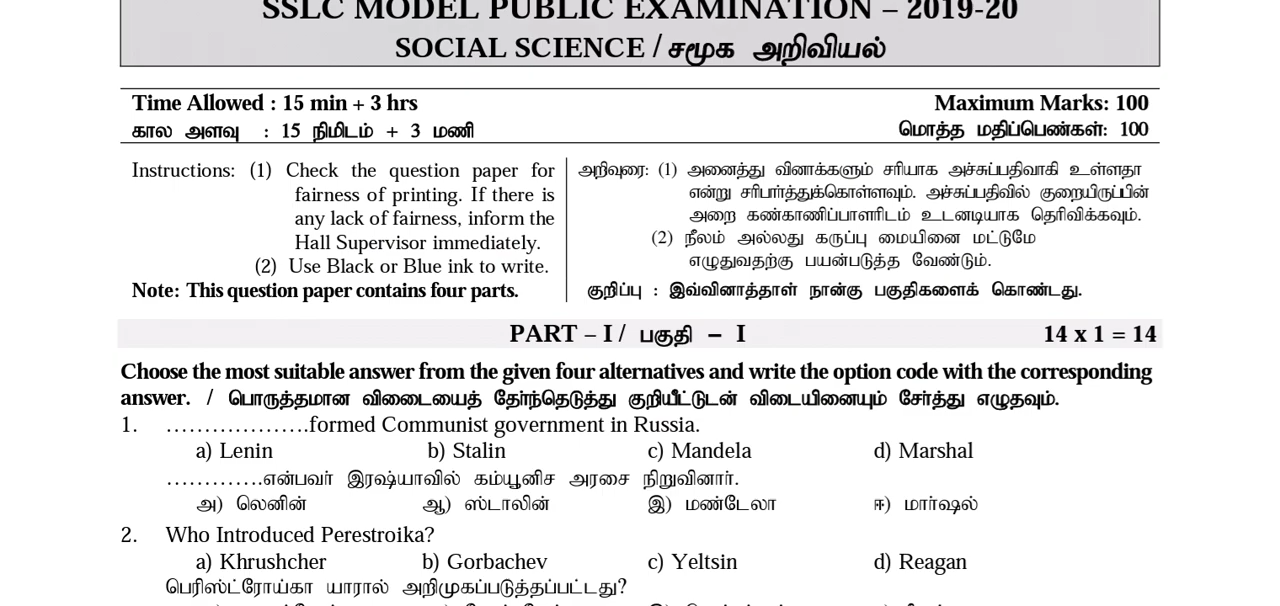 SSLC MODEL PUBLIC EXAMINATION – 2019-20
SOCIAL SCIENCE / சமூக அறிவியல்
Time Allowed : 15 min + 3 hrs
Maximum Marks: 100
கால அளவு : 15 நிமிடம் + 3 மணி
மொத்த மதிப்பெண்கள்: 100
Instructions: (1) Check the question paper for
fairness of printing. If there is
any lack of fairness, inform the
Hall Supervisor immediately.
(2) Use Black or Blue ink to write.
Note: This question paper contains four parts.
அறிவுரை: (1) அனைத்து வினாக்களும் சரியாக அச்சுப்பதிவாகி உள்ளதா
என்று சரிபார்த்துக்கொள்ளவும். அச்சுப்பதிவில் குறையிருப்பின்
அறை கண்காணிப்பாளரிடம் உடனடியாக தெரிவிக்கவும்.
(2) நீலம் அல்லது கருப்பு மையினை மட்டுமே
எழுதுவதற்கு பயன்படுத்த வேண்டும்.
குறிப்பு : இவ்வினாத்தாள் நான்கு பகுதிகளைக் கொண்டது.
PART – I / பகுதி – I 14 x 1 = 14
Choose the most suitable answer from the given four alternatives and write the option code with the corresponding
answer. / பொருத்தமான விடையைத் தேர்ந்தெடுத்து குறியீட்டுடன் விடையினையும் சேர்த்து எழுதவும்.
1. ……………….formed Communist government in Russia.
a) Lenin b) Stalin c) Mandela d) Marshal
………….என்பவர் இரஷ்யாவில் கம்யூனிச அரசை நிறுவினார்.
அ) லெனின் ஆ) ஸ்டாலின் இ) மண்டேலா ஈ) மார்ஷல்
2. Who Introduced Perestroika?
a) Khrushcher b) Gorbachev c) Yeltsin d) Reagan
பெரிஸ்ட்ரோய்கா யாரால் அறிமுகப்படுத்தப்பட்டது?